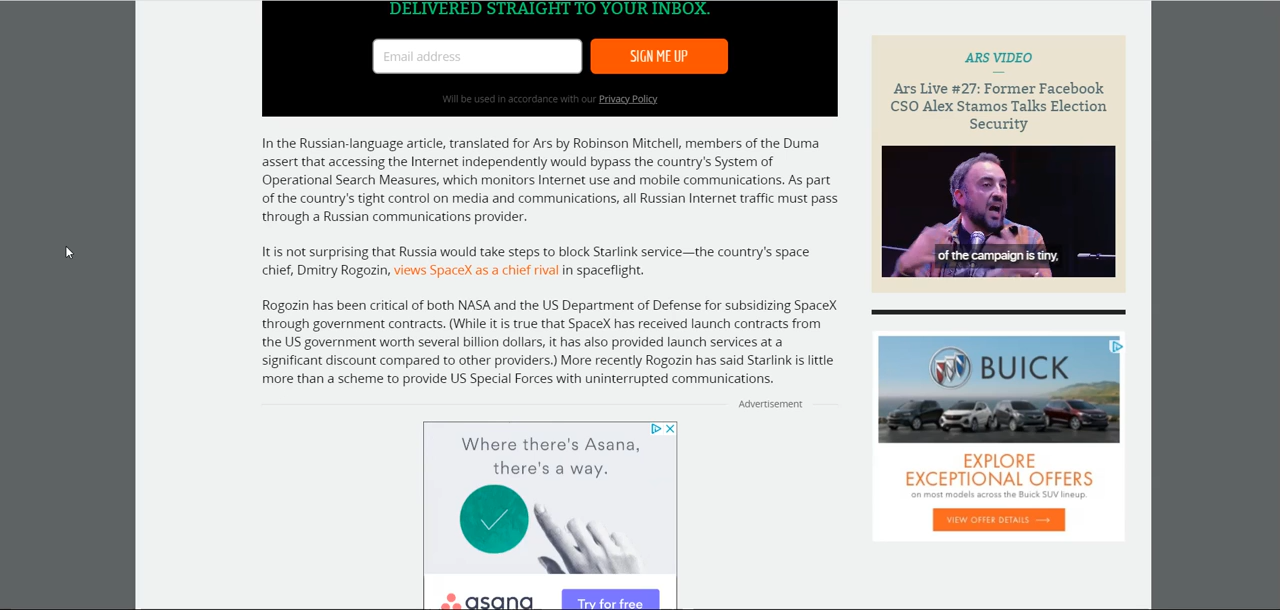 DELIVERED STRAIGHT TO YOUR INBOX.
Email address
SIGN ME UP
Will be used in accordance with our Privacy Policy
In the Russian-language article, translated for Ars by Robinson Mitchell, members of the Duma
assert that accessing the Internet independently would bypass the country's System of
Operational Search Measures, which monitors Internet use and mobile communications. As part
of the country's tight control on media and communications, all Russian Internet traffic must pass
through a Russian communications provider.
It is not surprising that Russia would take steps to block Starlink service—the country's space
chief, Dmitry Rogozin, views SpaceX as a chief rival in spaceflight.
Rogozin has been critical of both NASA and the US Department of Defense for subsidizing SpaceX
through government contracts. (While it is true that SpaceX has received launch contracts from
the US government worth several billion dollars, it has also provided launch services at a
significant discount compared to other providers.) More recently Rogozin has said Starlink is little
more than a scheme to provide US Special Forces with uninterrupted communications.
Advertisement
Where there's Asana,
there's a way.
asana
Try for free
ARS VIDEO
Ars Live #27: Former Facebook
CSO Alex Stamos Talks Election
Security
of the campaign is tiny,
BUICK
EXPLORE
EXCEPTIONAL OFFERS
on most models across the Buick SUV lineup.
VIEW OFFER DETAILS